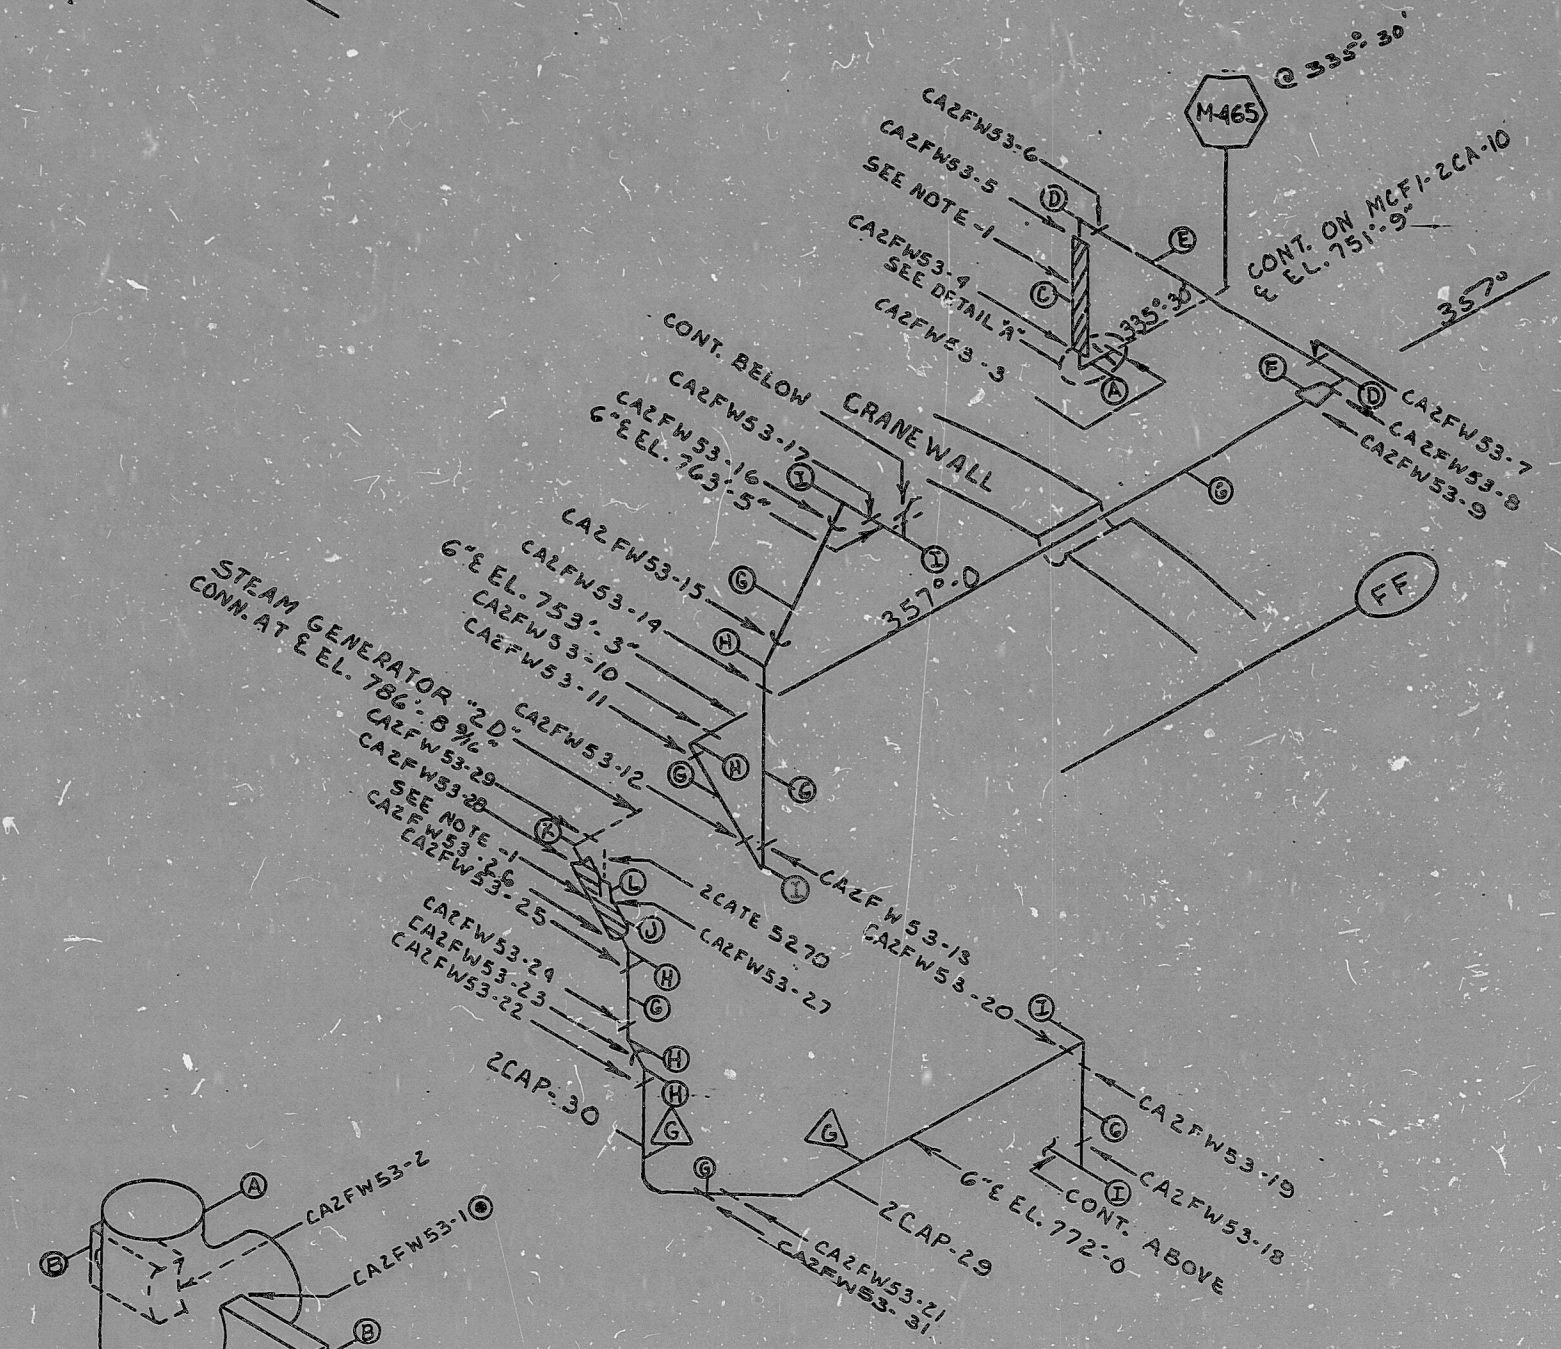 @ 335°-30'
M-465
CA2FW53-6
CA2FW53-5
SEE NOTE-1
CA2FW53-4
SEE DETAIL "A"
CA2FW53-3
D
E
C
335°-30'
A
CONT. ON MCFI-2CA-10
℄ EL. 751'-9"
357°
F
D
CA2FW53-7
CA2FW53-8
CA2FW53-9
G
CONT. BELOW
CRANE WALL
CA2FW53-17
CA2FW53-16
6"℄ EL. 763'-5"
I
I
CA2FW53-15
G
357°-0
FF
CA2FW53-14
6"℄ EL. 753'-3"
CA2FW53-10
CA2FW53-11
H
STEAM GENERATOR "2D"
CONN. AT ℄ EL. 786'-8 9/16"
CA2FW53-12
H
G
G
CA2FW53-29
CA2FW53-28
SEE NOTE-1
CA2FW53-26
CA2FW53-25
K
L
J
I
2CATE 5270
CA2FW53-27
CA2FW53-13
CA2FW53-20
CA2FW53-24
CA2FW53-23
CA2FW53-22
H
G
H
H
I
2CAP-30
G
G
G
G
CA2FW53-19
CA2FW53-18
I
CONT. ABOVE
6"℄ EL. 772'-0
2CAP-29
CA2FW53-21
CA2FW53-31
A
CA2FW53-2
CA2FW53-1
B
B